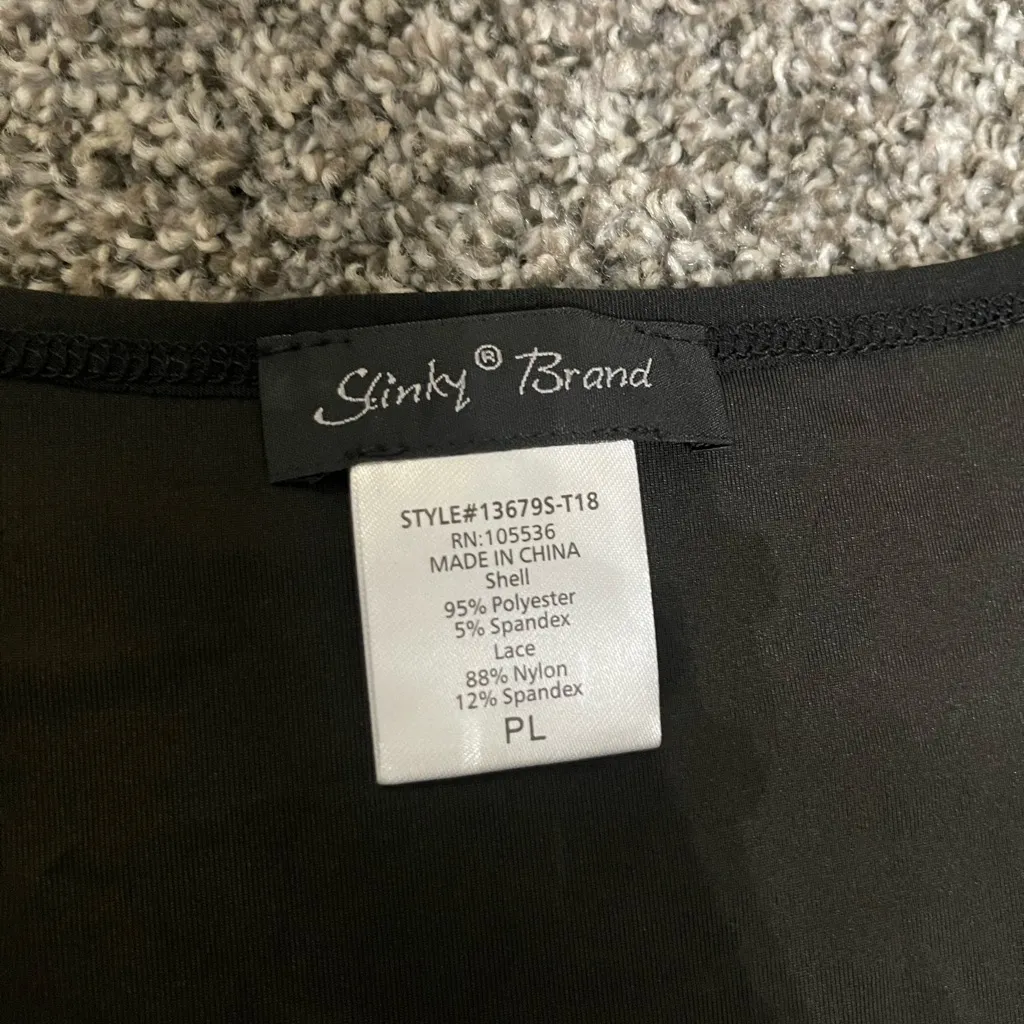 Slinky® Brand
STYLE#13679S-T18
RN:105536
MADE IN CHINA
Shell
95% Polyester
5% Spandex
Lace
88% Nylon
12% Spandex
PL